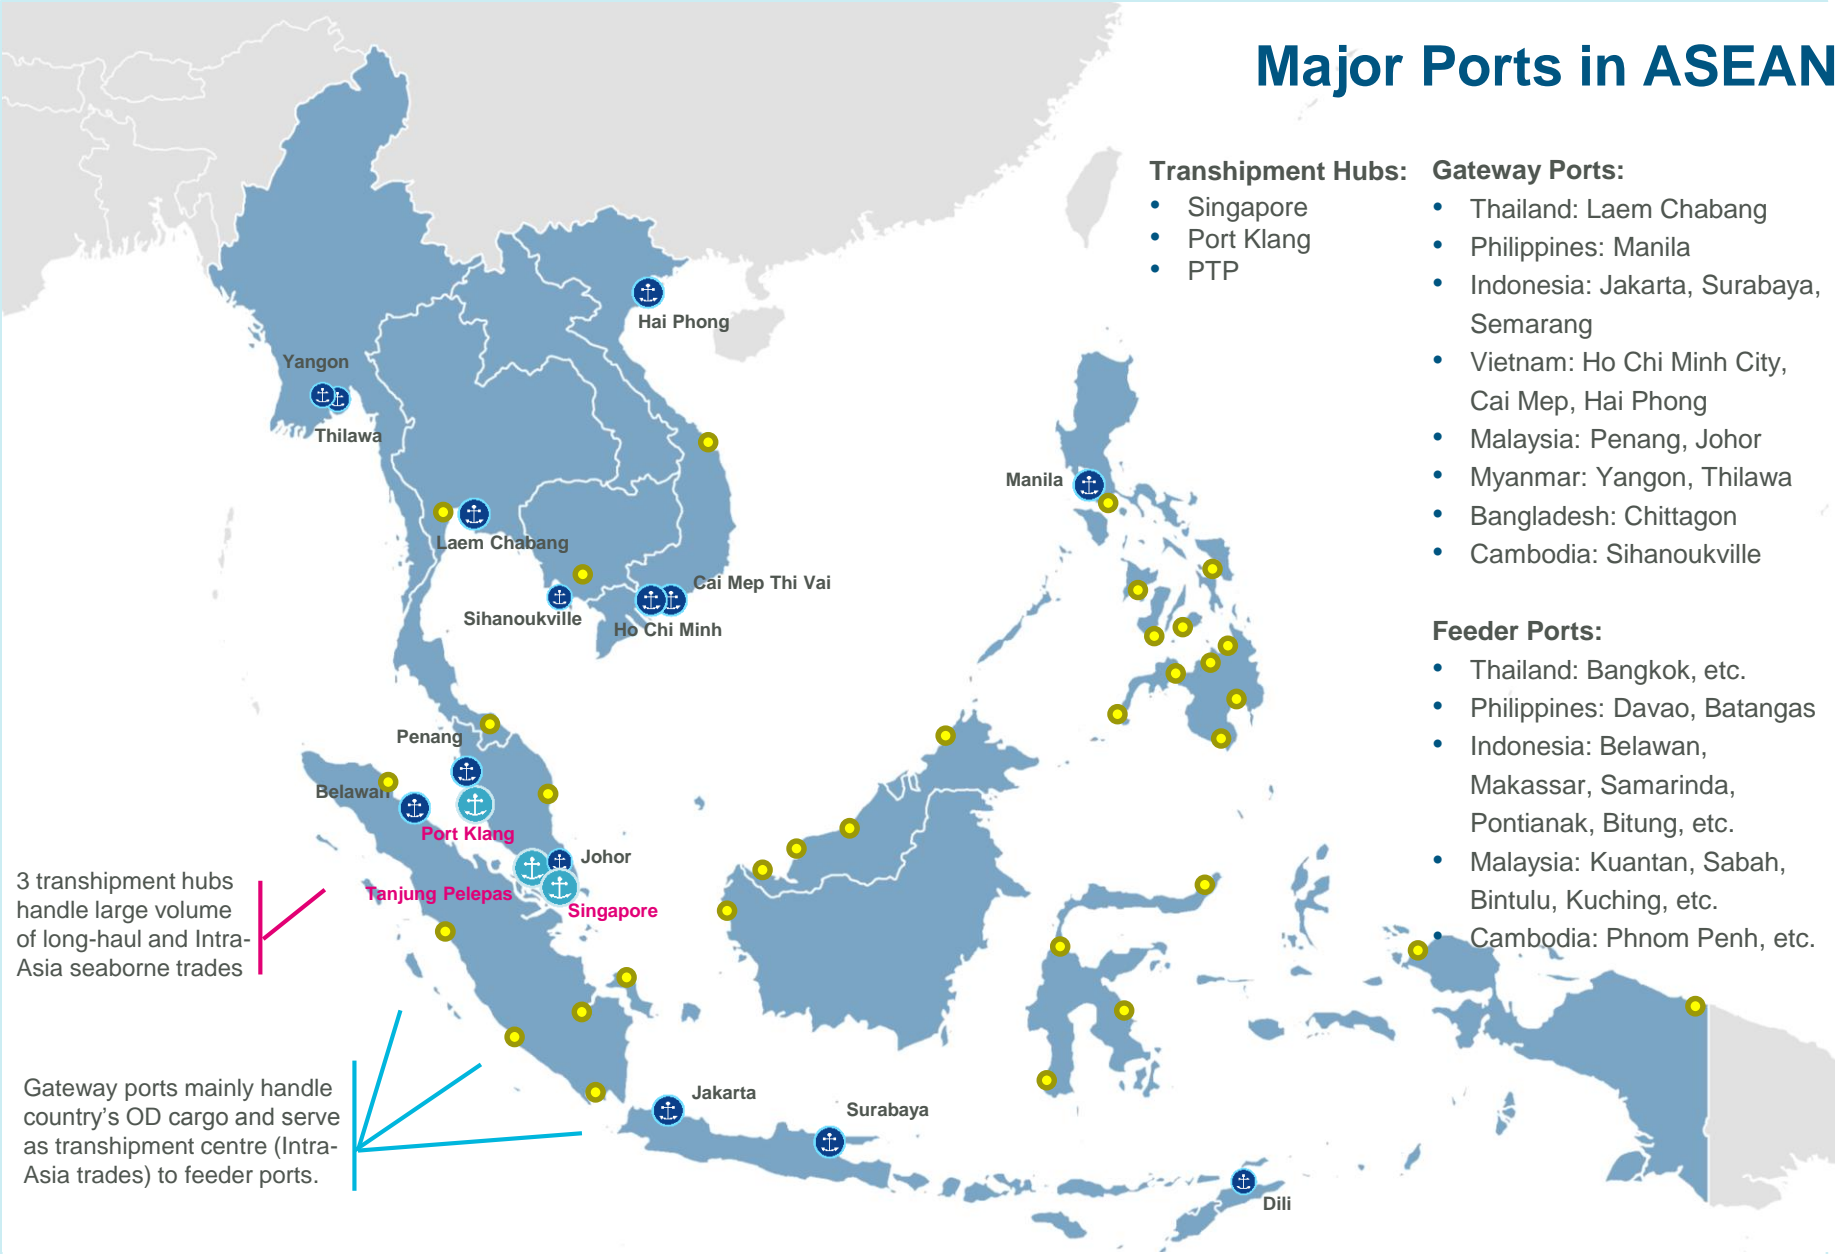 Major Ports in ASEAN
Transhipment Hubs:
• Singapore
• Port Klang
• PTP
Gateway Ports:
• Thailand: Laem Chabang
• Philippines: Manila
• Indonesia: Jakarta, Surabaya,
Semarang
• Vietnam: Ho Chi Minh City,
Cai Mep, Hai Phong
• Malaysia: Penang, Johor
• Myanmar: Yangon, Thilawa
• Bangladesh: Chittagon
• Cambodia: Sihanoukville
Feeder Ports:
• Thailand: Bangkok, etc.
• Philippines: Davao, Batangas
• Indonesia: Belawan,
Makassar, Samarinda,
Pontianak, Bitung, etc.
• Malaysia: Kuantan, Sabah,
Bintulu, Kuching, etc.
• Cambodia: Phnom Penh, etc.
Hai Phong
Yangon
Thilawa
Manila
Laem Chabang
Cai Mep Thi Vai
Sihanoukville
Ho Chi Minh
Penang
Belawan
Port Klang
Johor
Tanjung Pelepas
Singapore
3 transhipment hubs
handle large volume
of long-haul and Intra-
Asia seaborne trades
Gateway ports mainly handle
country's OD cargo and serve
as transhipment centre (Intra-
Asia trades) to feeder ports.
Jakarta
Surabaya
Dili